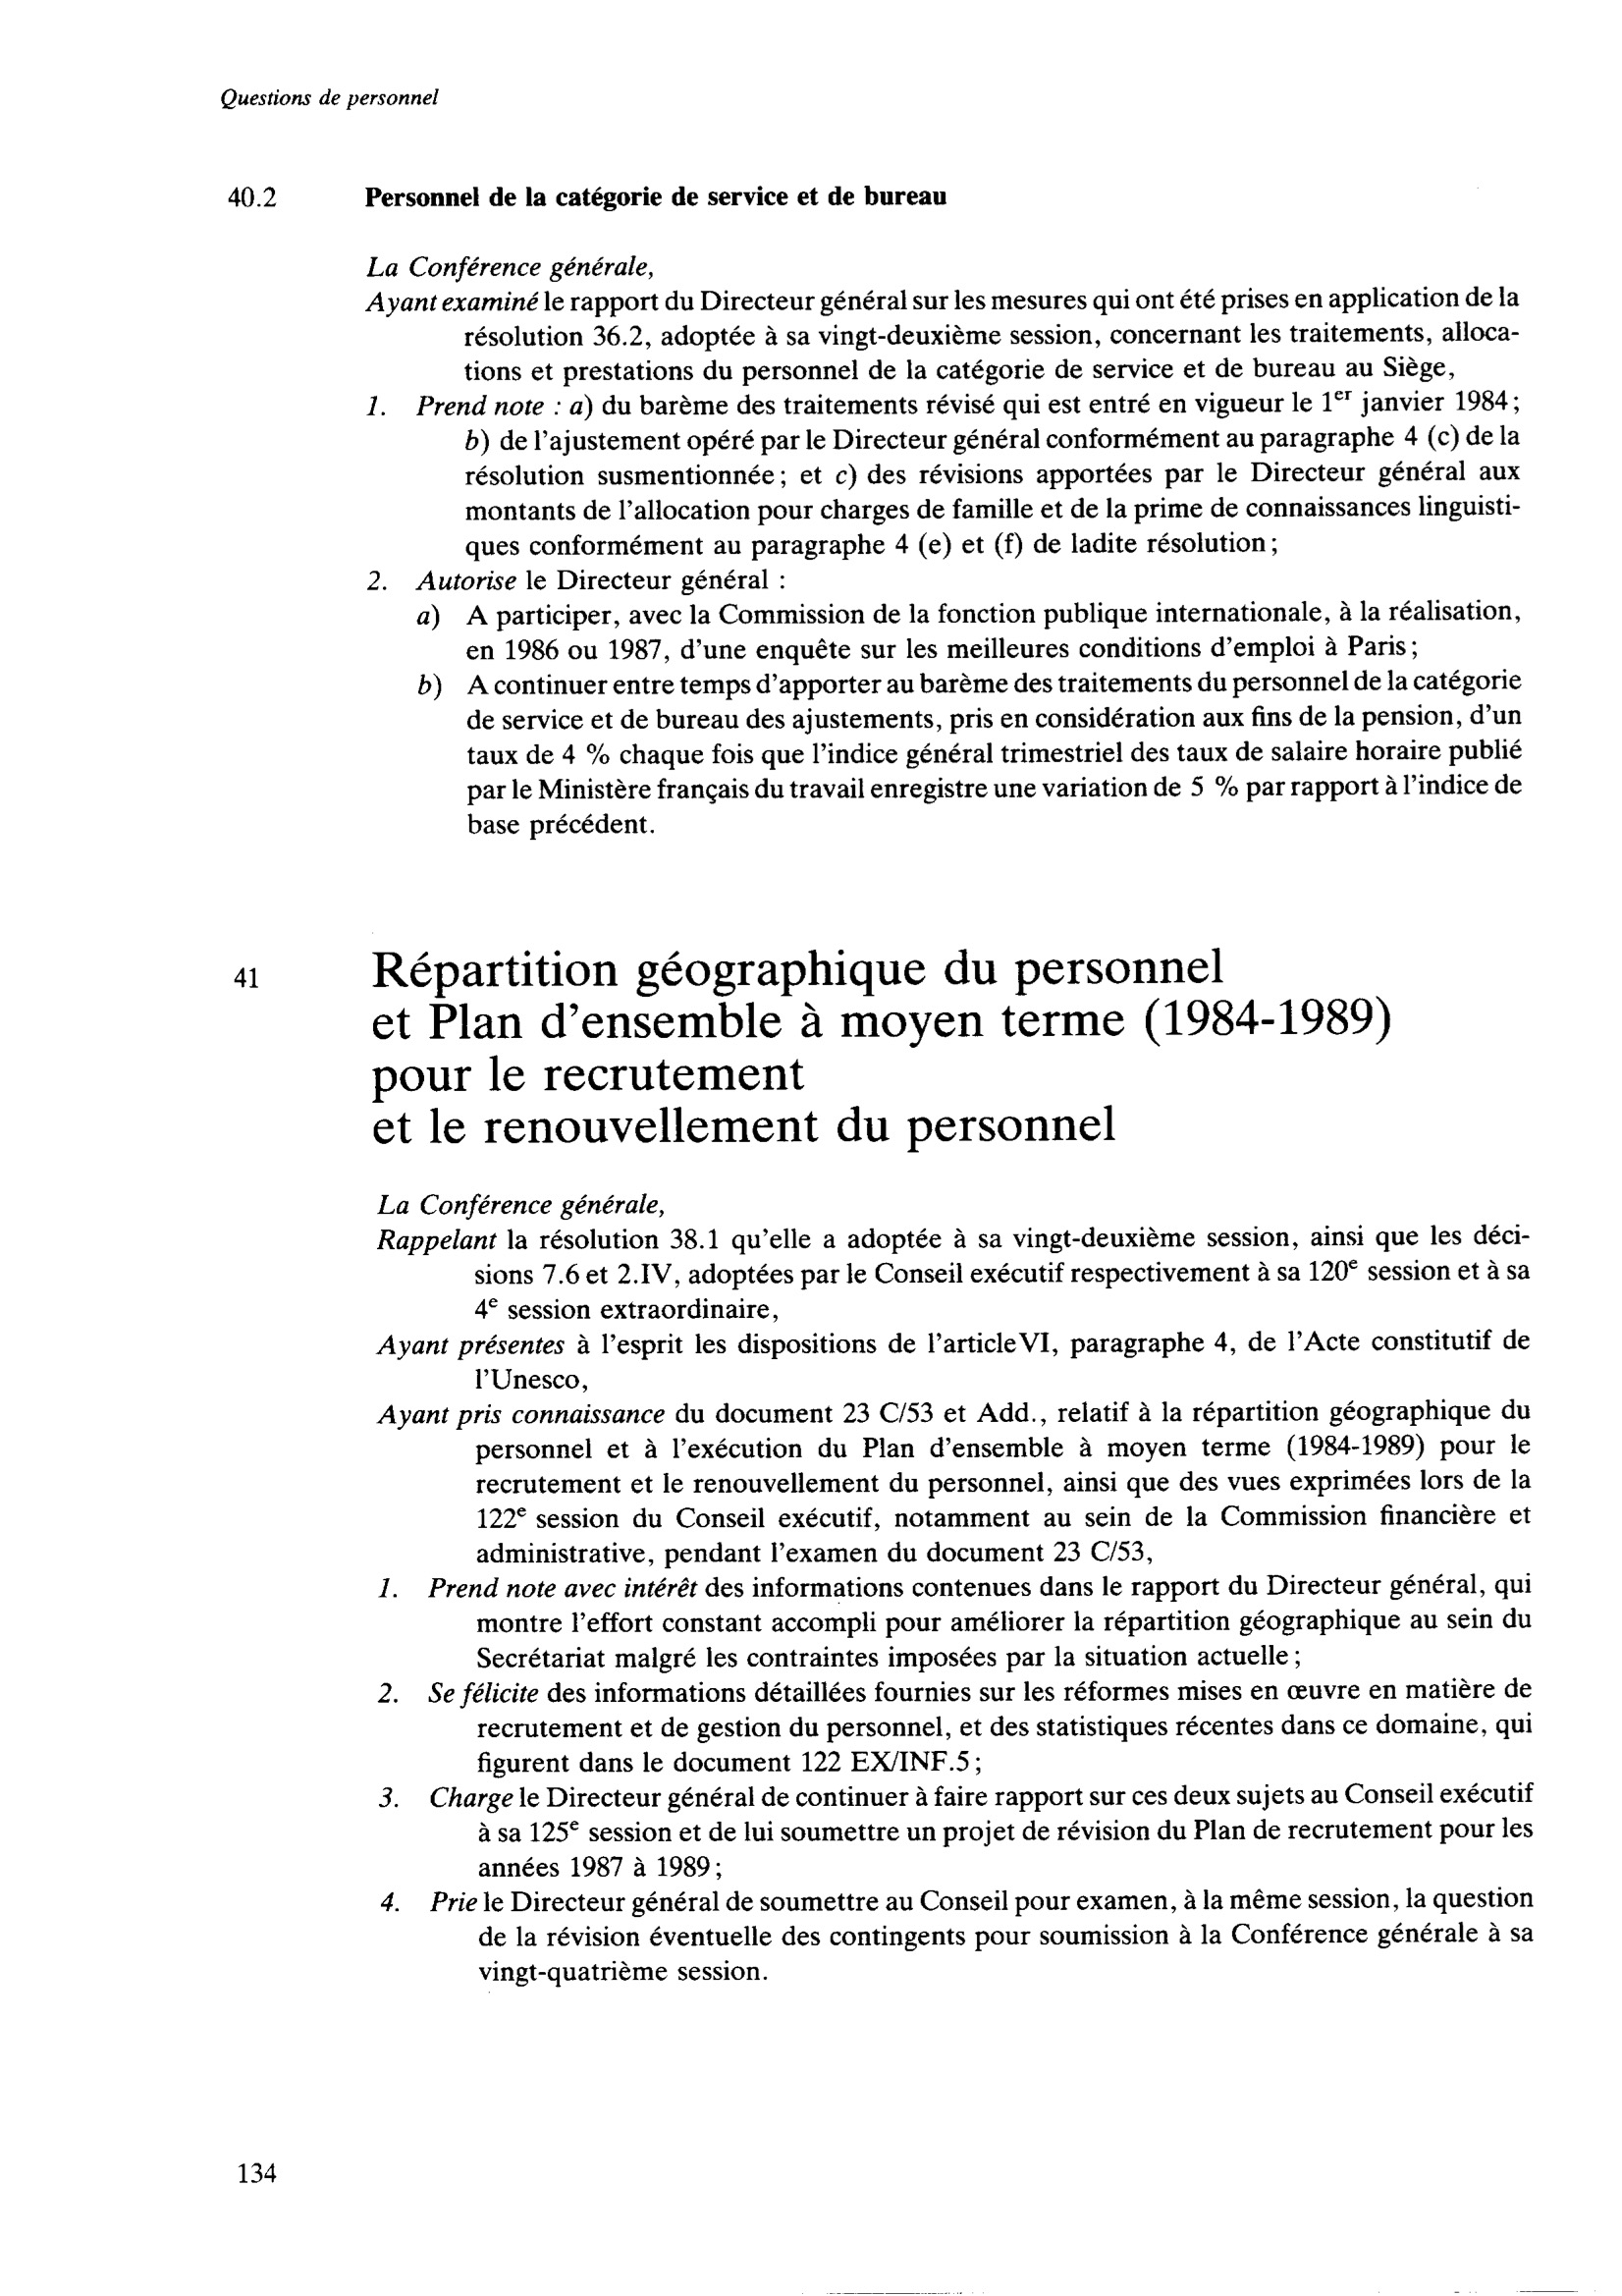 Questions de personnel
40.2 Personnel de la catégorie de service et de bureau
La Conférence générale,
Ayant examiné le rapport du Directeur général sur les mesures qui ont été prises en application de la
résolution 36.2, adoptée à sa vingt-deuxième session, concernant les traitements, alloca-
tions et prestations du personnel de la catégorie de service et de bureau au Siège,
1. Prend note : a) du barème des traitements révisé qui est entré en vigueur le 1er janvier 1984 ;
b) de l'ajustement opéré par le Directeur général conformément au paragraphe 4 (c) de la
résolution susmentionnée ; et c) des révisions apportées par le Directeur général aux
montants de l'allocation pour charges de famille et de la prime de connaissances linguisti-
ques conformément au paragraphe 4 (e) et (f) de ladite résolution ;
2. Autorise le Directeur général :
a) A participer, avec la Commission de la fonction publique internationale, à la réalisation,
en 1986 ou 1987, d'une enquête sur les meilleures conditions d'emploi à Paris ;
b) A continuer entre temps d'apporter au barème des traitements du personnel de la catégorie
de service et de bureau des ajustements, pris en considération aux fins de la pension, d'un
taux de 4 % chaque fois que l'indice général trimestriel des taux de salaire horaire publié
par le Ministère français du travail enregistre une variation de 5 % par rapport à l'indice de
base précédent.
41 Répartition géographique du personnel
et Plan d'ensemble à moyen terme (1984-1989)
pour le recrutement
et le renouvellement du personnel
La Conférence générale,
Rappelant la résolution 38.1 qu'elle a adoptée à sa vingt-deuxième session, ainsi que les déci-
sions 7.6 et 2.IV, adoptées par le Conseil exécutif respectivement à sa 120e session et à sa
4e session extraordinaire,
Ayant présentes à l'esprit les dispositions de l'article VI, paragraphe 4, de l'Acte constitutif de
l'Unesco,
Ayant pris connaissance du document 23 C/53 et Add., relatif à la répartition géographique du
personnel et à l'exécution du Plan d'ensemble à moyen terme (1984-1989) pour le
recrutement et le renouvellement du personnel, ainsi que des vues exprimées lors de la
122e session du Conseil exécutif, notamment au sein de la Commission financière et
administrative, pendant l'examen du document 23 C/53,
1. Prend note avec intérêt des informations contenues dans le rapport du Directeur général, qui
montre l'effort constant accompli pour améliorer la répartition géographique au sein du
Secrétariat malgré les contraintes imposées par la situation actuelle ;
2. Se félicite des informations détaillées fournies sur les réformes mises en œuvre en matière de
recrutement et de gestion du personnel, et des statistiques récentes dans ce domaine, qui
figurent dans le document 122 EX/INF.5 ;
3. Charge le Directeur général de continuer à faire rapport sur ces deux sujets au Conseil exécutif
à sa 125e session et de lui soumettre un projet de révision du Plan de recrutement pour les
années 1987 à 1989 ;
4. Prie le Directeur général de soumettre au Conseil pour examen, à la même session, la question
de la révision éventuelle des contingents pour soumission à la Conférence générale à sa
vingt-quatrième session.
134